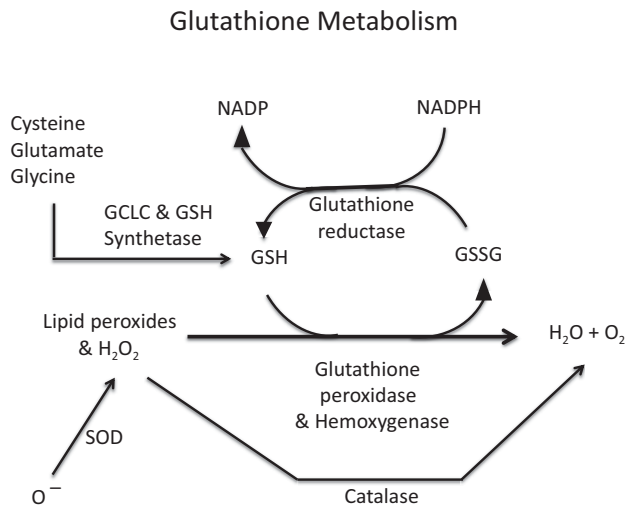 Glutathione Metabolism
NADP
NADPH
Cysteine
Glutamate
Glycine
GCLC & GSH
Synthetase
Glutathione
reductase
GSH
GSSG
Lipid peroxides
& H₂O₂
H₂O + O₂
Glutathione
peroxidase
& Hemoxygenase
SOD
O⁻
Catalase